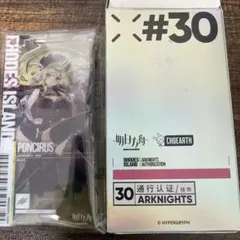 RHODES ISLAND
PONCIRUS
#30
明日方舟
CHOEARTH
RHODES ISLAND
ARKNIGHTS AUTHORIZATION
30 通行认证
ARKNIGHTS
© HYPERGRYPH